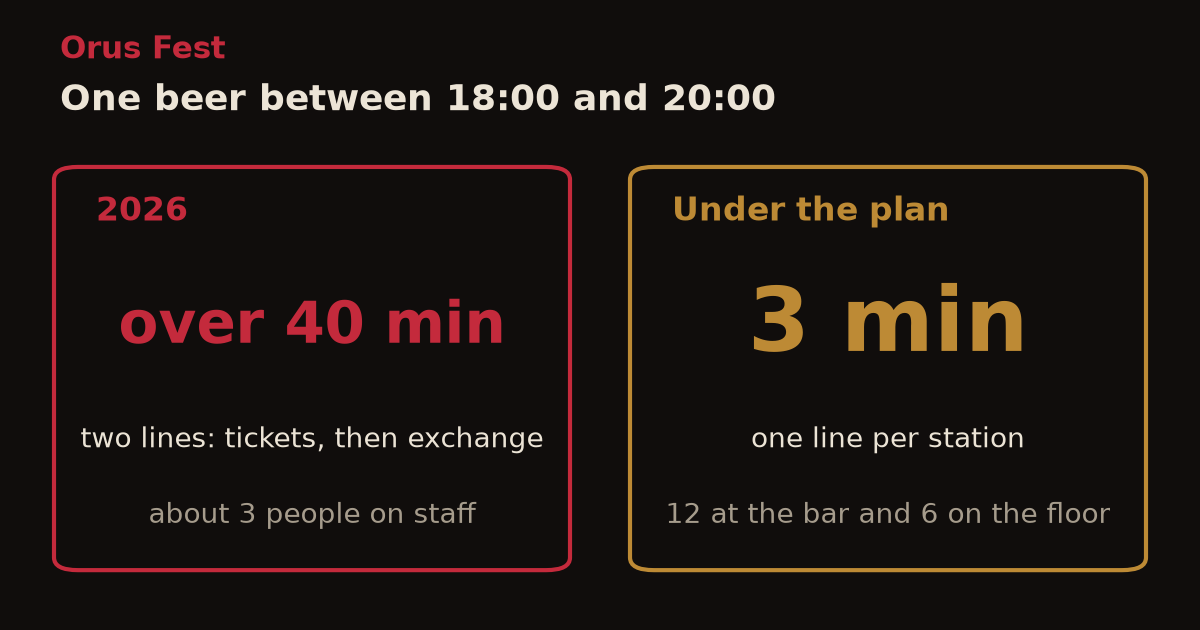 Orus Fest
One beer between 18:00 and 20:00
2026
over 40 min
two lines: tickets, then exchange
about 3 people on staff
Under the plan
3 min
one line per station
12 at the bar and 6 on the floor